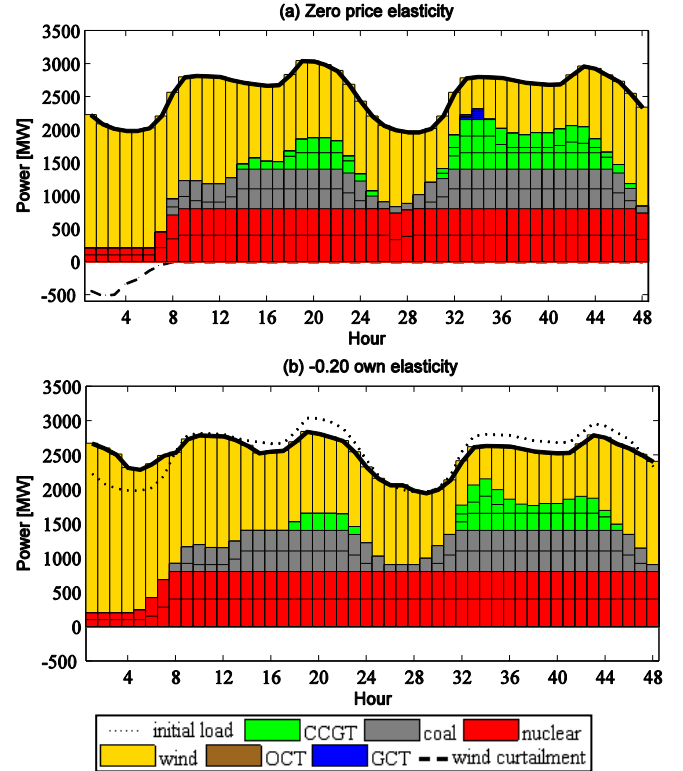 (a) Zero price elasticity
3500
3000
2500
2000
1500
1000
500
0
-500
Power [MW]
4 8 12 16 20 24 28 32 36 40 44 48
Hour
(b) -0.20 own elasticity
3500
3000
2500
2000
1500
1000
500
0
-500
Power [MW]
4 8 12 16 20 24 28 32 36 40 44 48
Hour
initial load CCGT coal nuclear
wind OCT GCT wind curtailment